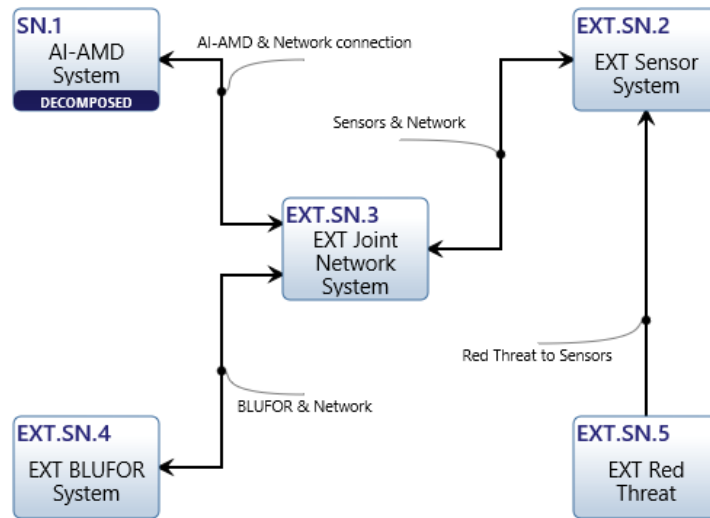 SN.1
AI-AMD
System
DECOMPOSED
AI-AMD & Network connection
EXT.SN.2
EXT Sensor
System
Sensors & Network
EXT.SN.3
EXT Joint
Network
System
Red Threat to Sensors
BLUFOR & Network
EXT.SN.4
EXT BLUFOR
System
EXT.SN.5
EXT Red
Threat